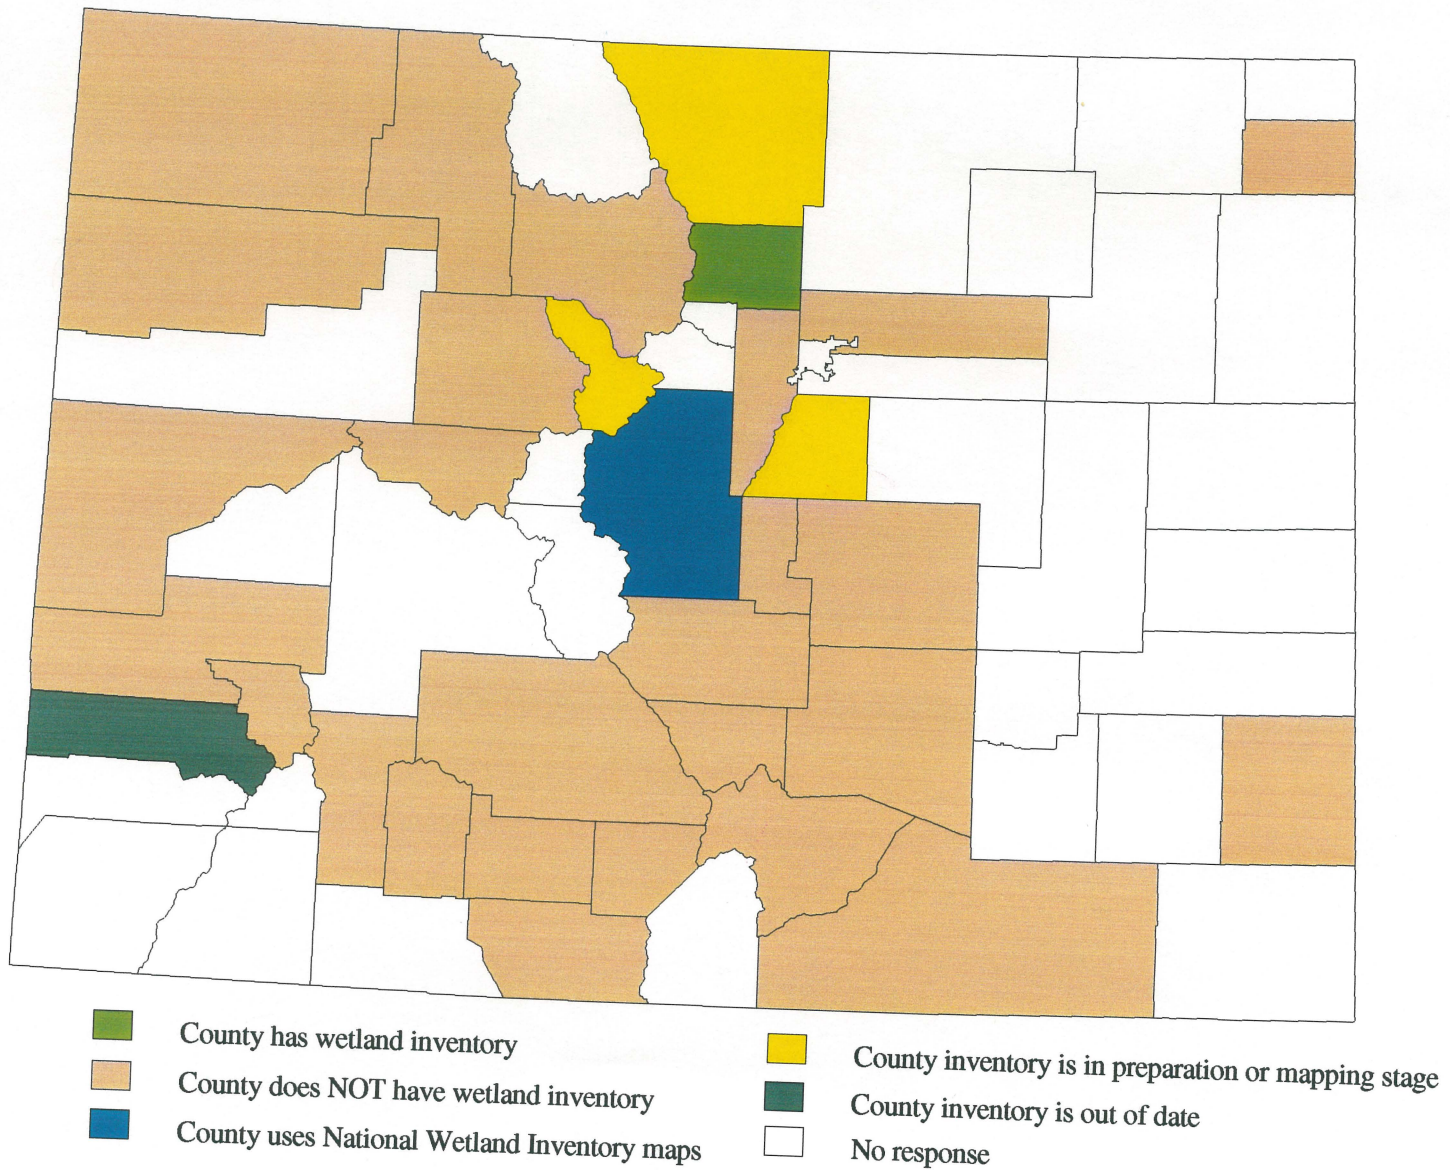 County has wetland inventory
County does NOT have wetland inventory
County uses National Wetland Inventory maps
County inventory is in preparation or mapping stage
County inventory is out of date
No response